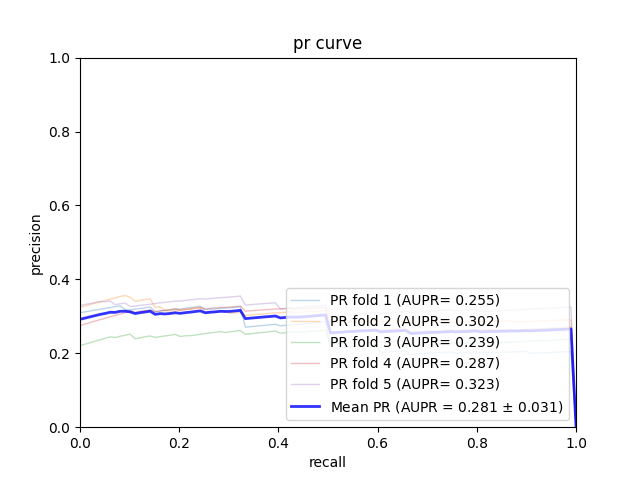 pr curve
1.0
0.8
0.6
0.4
0.2
0.0
precision
PR fold 1 (AUPR= 0.255)
PR fold 2 (AUPR= 0.302)
PR fold 3 (AUPR= 0.239)
PR fold 4 (AUPR= 0.287)
PR fold 5 (AUPR= 0.323)
Mean PR (AUPR = 0.281 ± 0.031)
0.0 0.2 0.4 0.6 0.8 1.0
recall